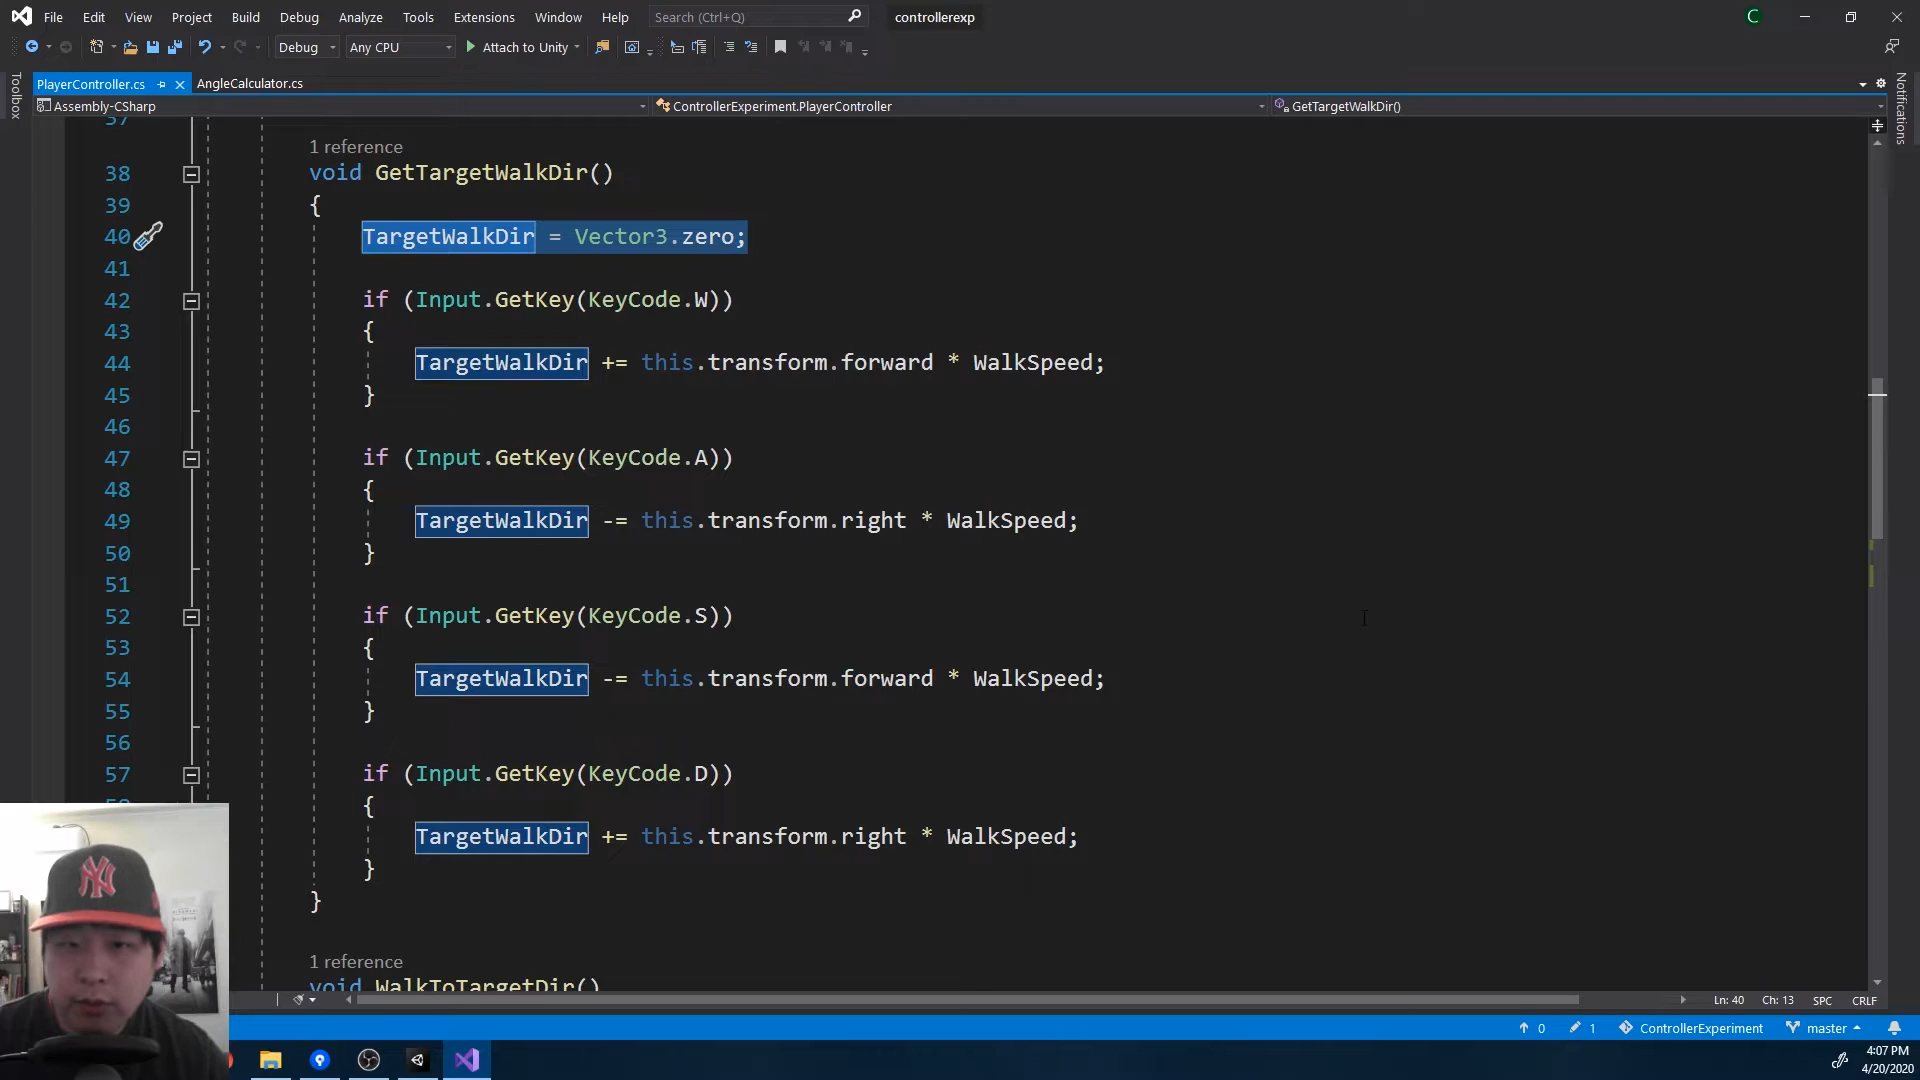 File Edit View Project Build Debug Analyze Tools Extensions Window Help Search (Ctrl+Q) controllerexp C
Debug Any CPU Attach to Unity
Toolbox
PlayerController.cs AngleCalculator.cs
Notifications
Assembly-CSharp ControllerExperiment.PlayerController GetTargetWalkDir()
37
1 reference
38 void GetTargetWalkDir()
39 {
40 TargetWalkDir = Vector3.zero;
41
42 if (Input.GetKey(KeyCode.W))
43 {
44 TargetWalkDir += this.transform.forward * WalkSpeed;
45 }
46
47 if (Input.GetKey(KeyCode.A))
48 {
49 TargetWalkDir -= this.transform.right * WalkSpeed;
50 }
51
52 if (Input.GetKey(KeyCode.S))
53 {
54 TargetWalkDir -= this.transform.forward * WalkSpeed;
55 }
56
57 if (Input.GetKey(KeyCode.D))
{
TargetWalkDir += this.transform.right * WalkSpeed;
}
}
1 reference
void WalkToTargetDir()
Ln: 40 Ch: 13 SPC CRLF
0 1 ControllerExperiment master
NY
4:07 PM
4/20/2020